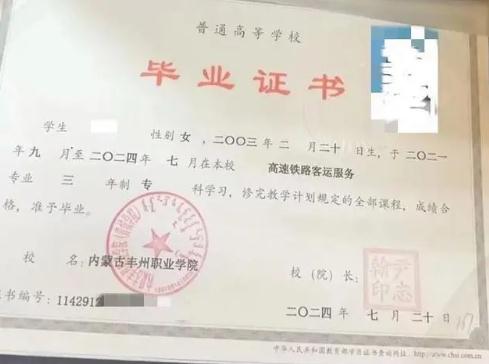 普通高等学校
毕业证书
学生 性别 女 ，二〇〇三年 二 月 二十 日生，于 二〇二一
年 九 月至 二〇二四 年 七 月在本校 高速铁路客运服务
专业 三 年制 专 科学习，修完教学计划规定的全部课程，成绩合
格，准予毕业。
校 名：内蒙古丰州职业学院
校（院）长：
证书编号：1142912
二〇二四 年 七 月 二十 日
中华人民共和国教育部学历证书查询网址：http://www.chsi.com.cn